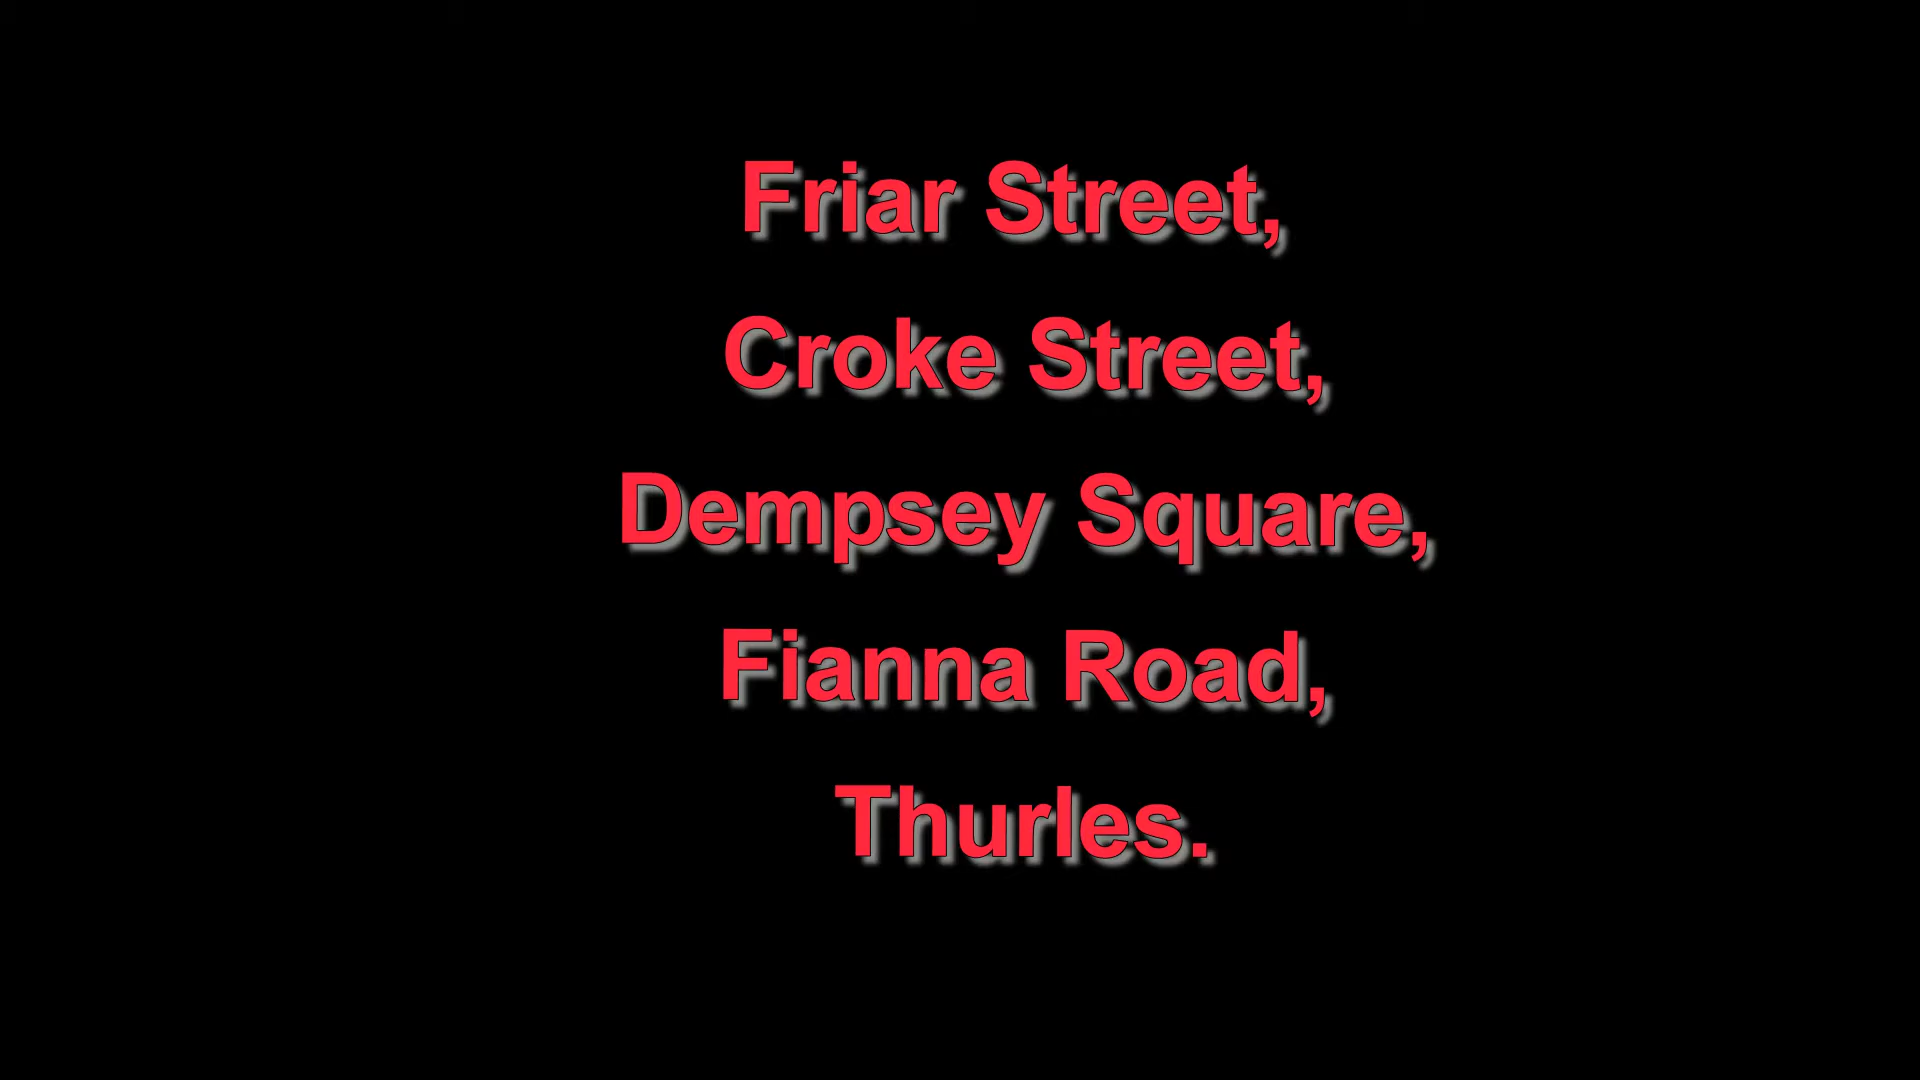 Friar Street,
Croke Street,
Dempsey Square,
Fianna Road,
Thurles.